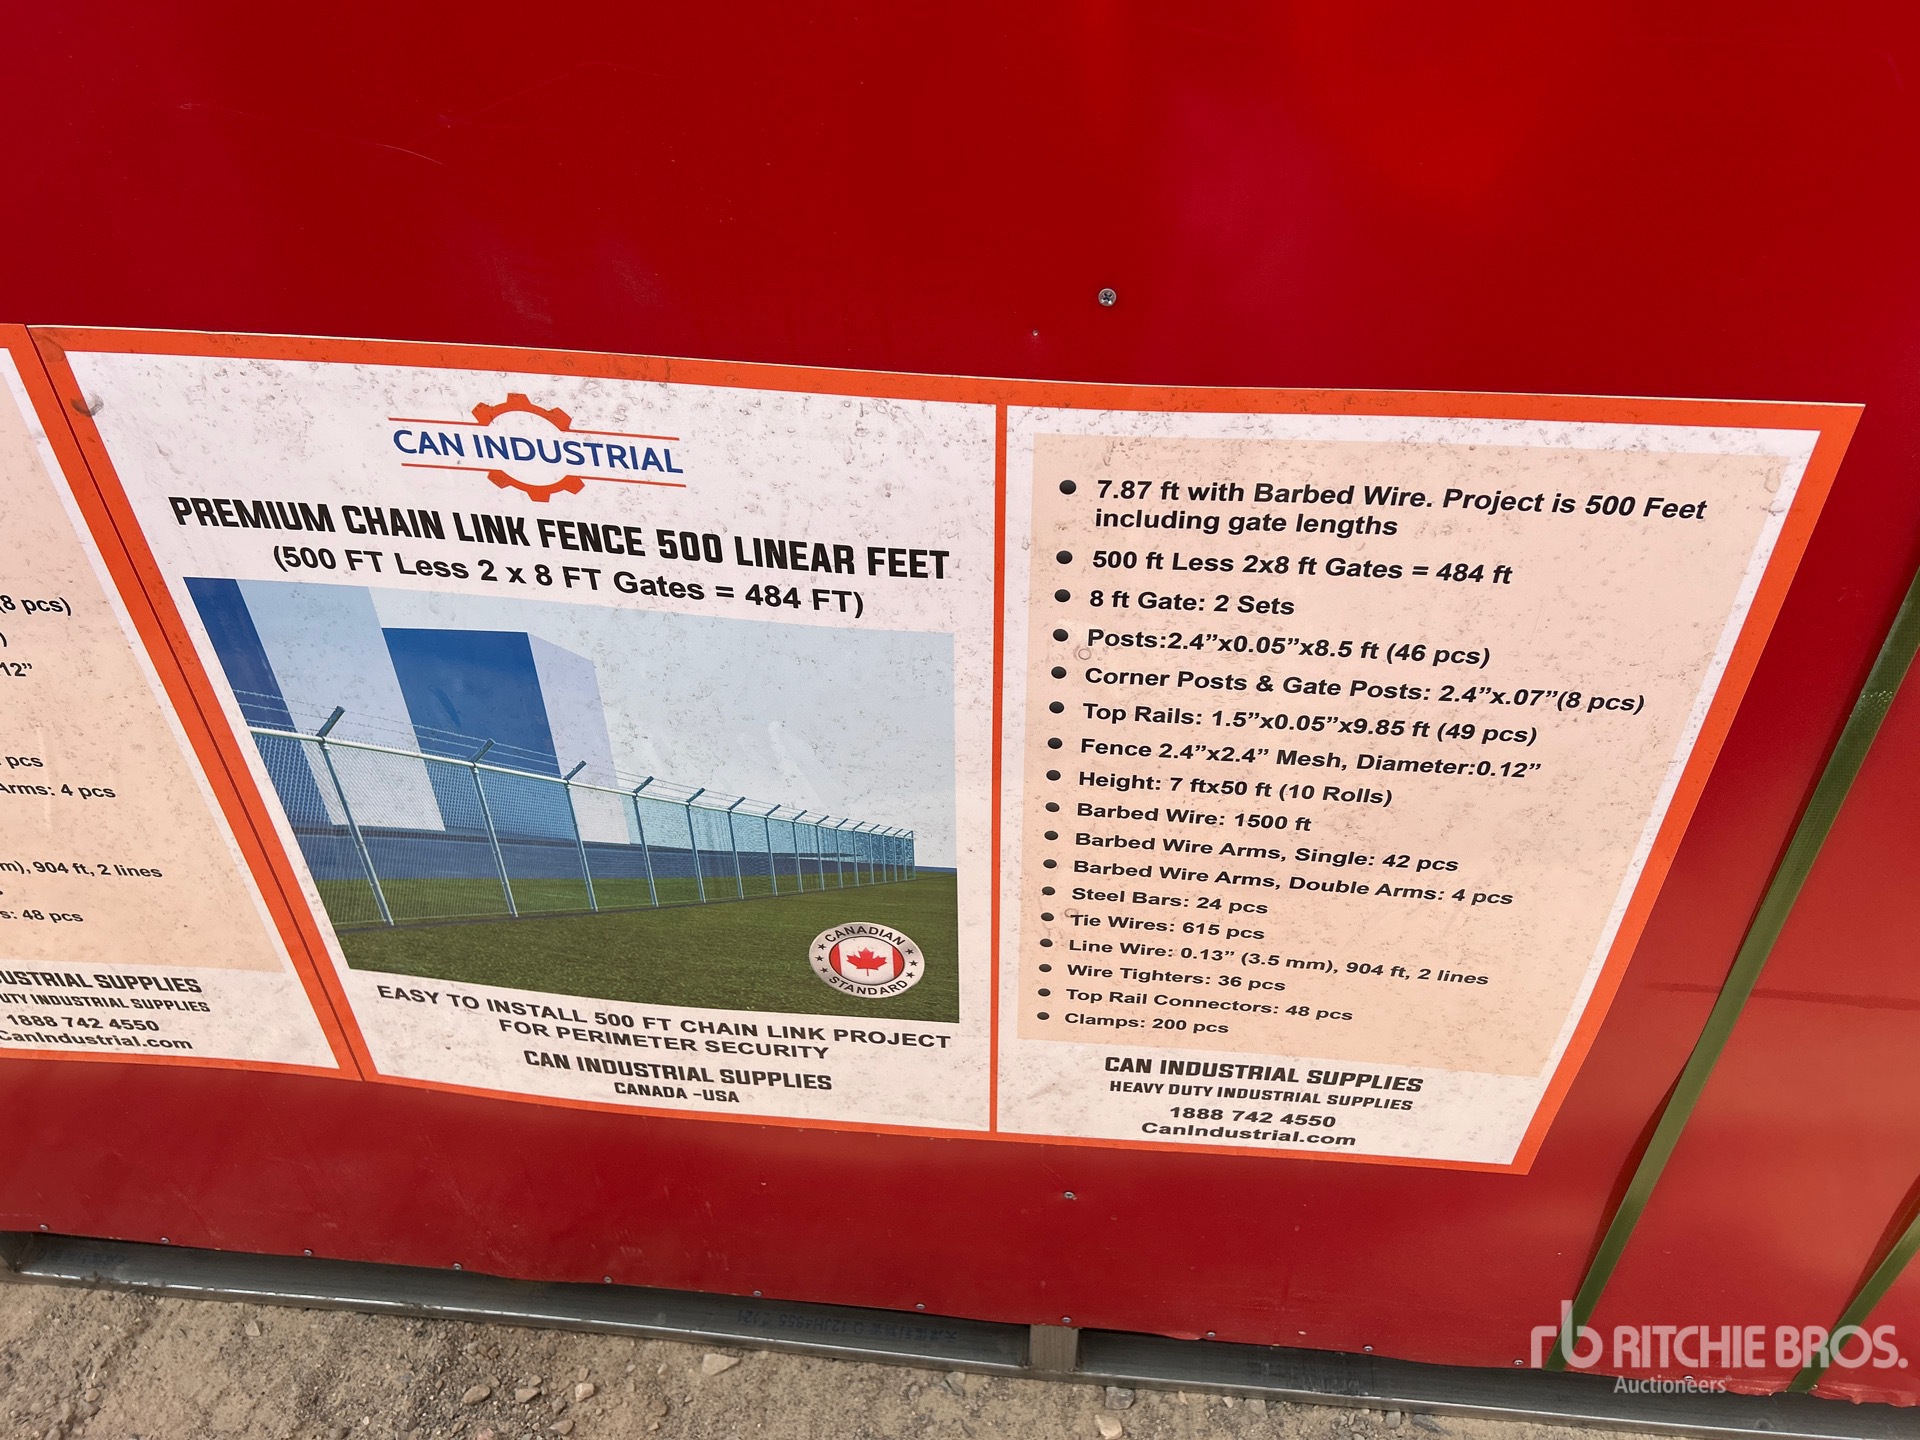 (8 pcs)
)
12”
pcs
Arms: 4 pcs
mm), 904 ft, 2 lines
s: 48 pcs
USTRIAL SUPPLIES
UTY INDUSTRIAL SUPPLIES
1888 742 4550
CanIndustrial.com
CAN INDUSTRIAL
PREMIUM CHAIN LINK FENCE 500 LINEAR FEET
(500 FT Less 2 x 8 FT Gates = 484 FT)
CANADIAN
STANDARD
EASY TO INSTALL 500 FT CHAIN LINK PROJECT
FOR PERIMETER SECURITY
CAN INDUSTRIAL SUPPLIES
CANADA -USA
• 7.87 ft with Barbed Wire. Project is 500 Feet
including gate lengths
• 500 ft Less 2x8 ft Gates = 484 ft
• 8 ft Gate: 2 Sets
• Posts:2.4”x0.05”x8.5 ft (46 pcs)
• Corner Posts & Gate Posts: 2.4”x.07”(8 pcs)
• Top Rails: 1.5”x0.05”x9.85 ft (49 pcs)
• Fence 2.4”x2.4” Mesh, Diameter:0.12”
• Height: 7 ftx50 ft (10 Rolls)
• Barbed Wire: 1500 ft
• Barbed Wire Arms, Single: 42 pcs
• Barbed Wire Arms, Double Arms: 4 pcs
• Steel Bars: 24 pcs
• Tie Wires: 615 pcs
• Line Wire: 0.13” (3.5 mm), 904 ft, 2 lines
• Wire Tighters: 36 pcs
• Top Rail Connectors: 48 pcs
• Clamps: 200 pcs
CAN INDUSTRIAL SUPPLIES
HEAVY DUTY INDUSTRIAL SUPPLIES
1888 742 4550
CanIndustrial.com
rb RITCHIE BROS.
Auctioneers